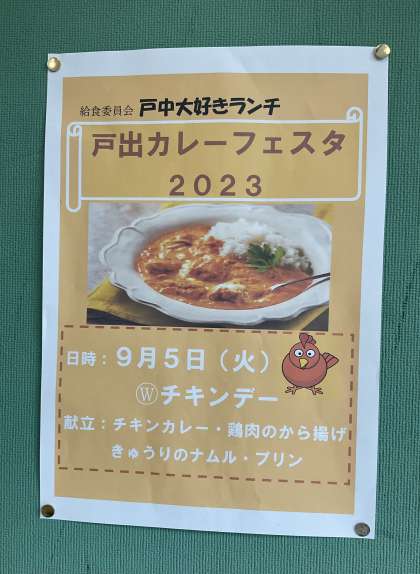 給食委員会 戸中大好きランチ
戸出カレーフェスタ
2023
日時：9月5日（火）
Ⓦチキンデー
献立：チキンカレー・鶏肉のから揚げ
きゅうりのナムル・プリン